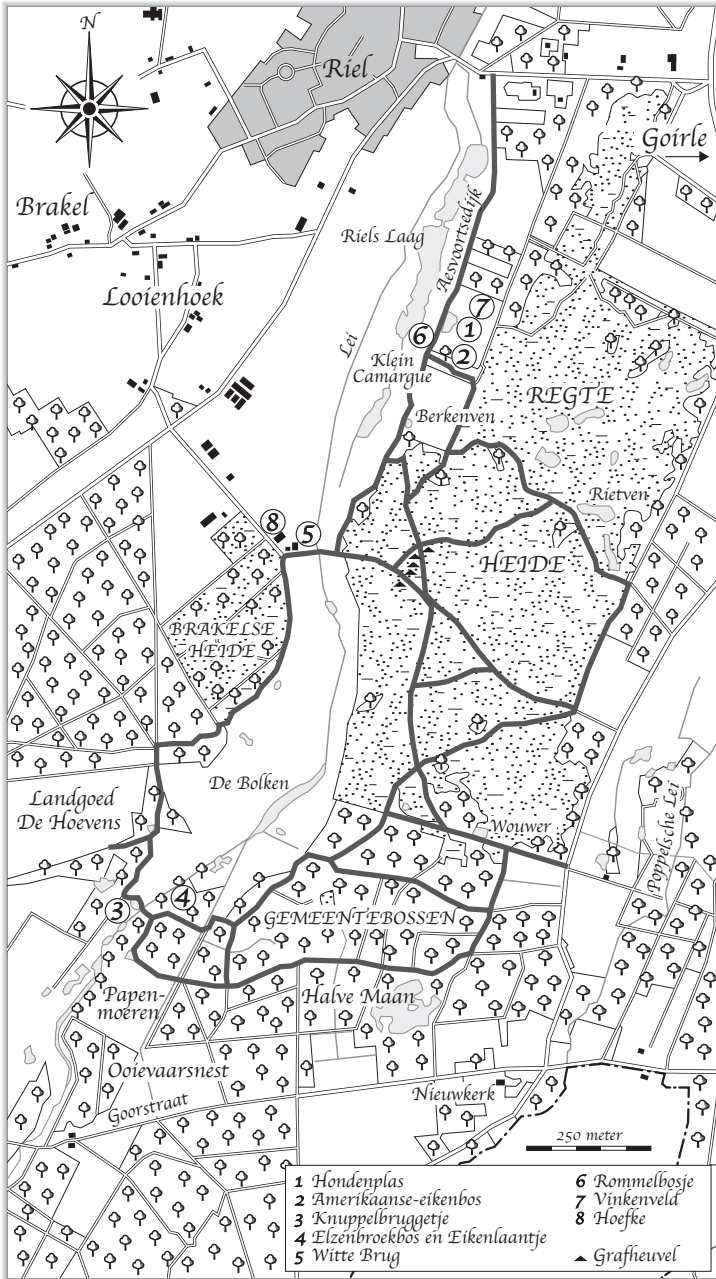 N
Riel
Goirle
Brakel
Riels Laag
Aesvoortsedijk
Looienhoek
Lei
7
6
1
2
Klein
Camargue
REGTE
Berkenven
Rietven
8
5
HEIDE
BRAKELSE
HEIDE
De Bolken
Landgoed
De Hoevens
Wouwer
Poppelsche Lei
4
3
GEMEENTEBOSSEN
Papen-
moeren
Halve Maan
Ooievaarsnest
Goorstraat
Nieuwkerk
250 meter
1 Hondenplas
2 Amerikaanse-eikenbos
3 Knuppelbruggetje
4 Elzenbroekbos en Eikenlaantje
5 Witte Brug
6 Rommelbosje
7 Vinkenveld
8 Hoefke
Grafheuvel